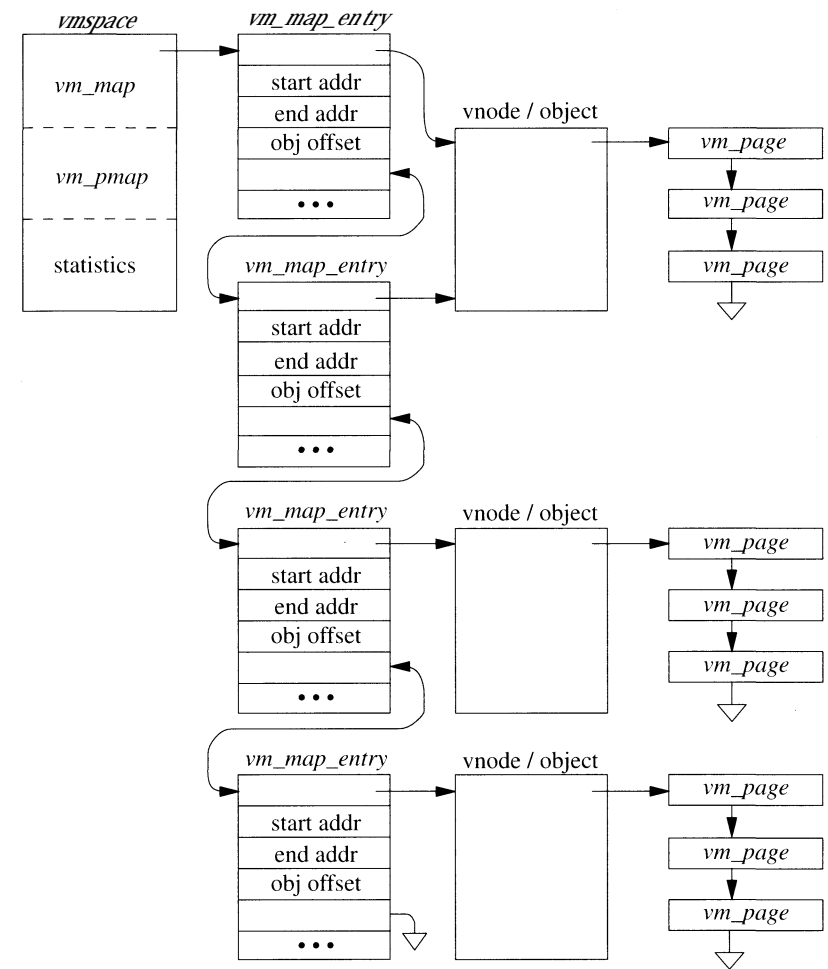 vmspace
vm_map
vm_pmap
statistics
vm_map_entry
start addr
end addr
obj offset
•••
vnode / object
vm_page
vm_page
vm_page
vm_map_entry
start addr
end addr
obj offset
•••
vm_map_entry
start addr
end addr
obj offset
•••
vnode / object
vm_page
vm_page
vm_page
vm_map_entry
start addr
end addr
obj offset
•••
vnode / object
vm_page
vm_page
vm_page